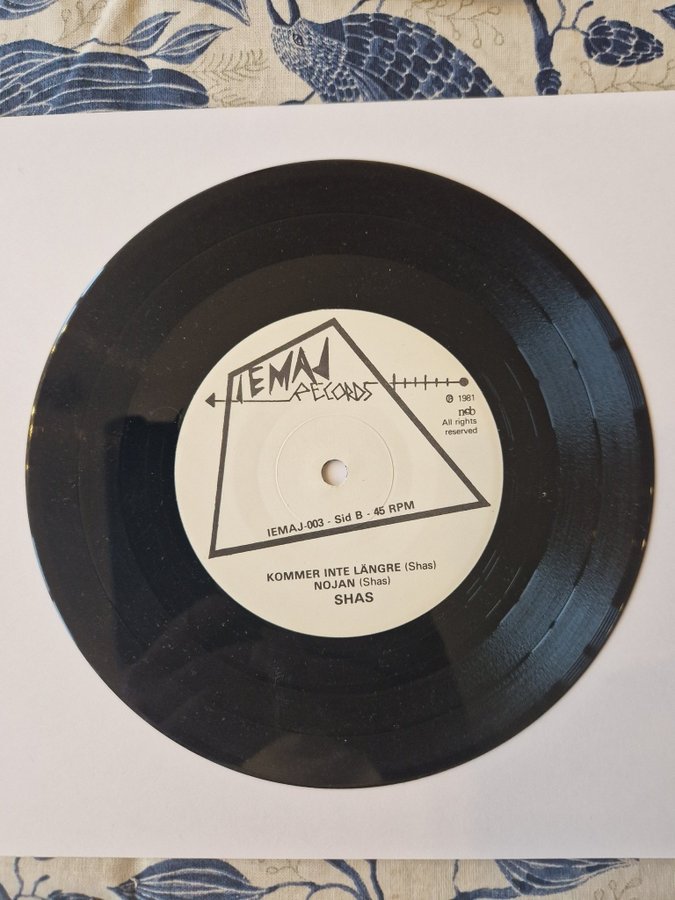 IEMAJ
RECORDS
℗ 1981
ncb
All rights
reserved
IEMAJ-003 - Sid B - 45 RPM
KOMMER INTE LÄNGRE (Shas)
NOJAN (Shas)
SHAS